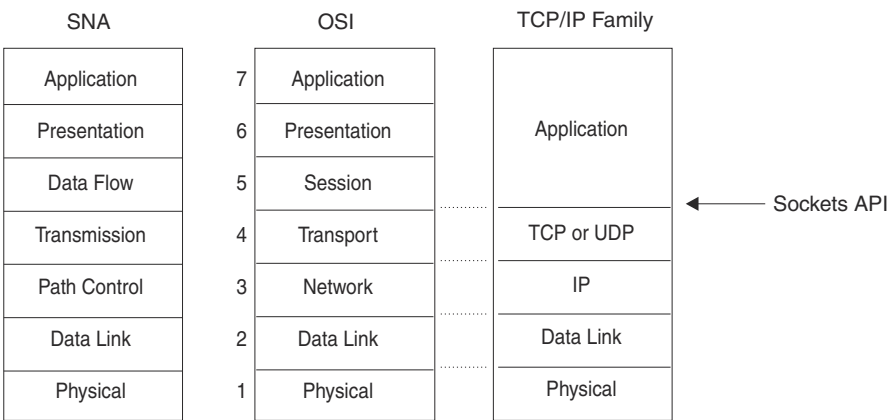 SNA OSI TCP/IP Family
Application 7 Application
Presentation 6 Presentation Application
Data Flow 5 Session
Sockets API
Transmission 4 Transport TCP or UDP
Path Control 3 Network IP
Data Link 2 Data Link Data Link
Physical 1 Physical Physical